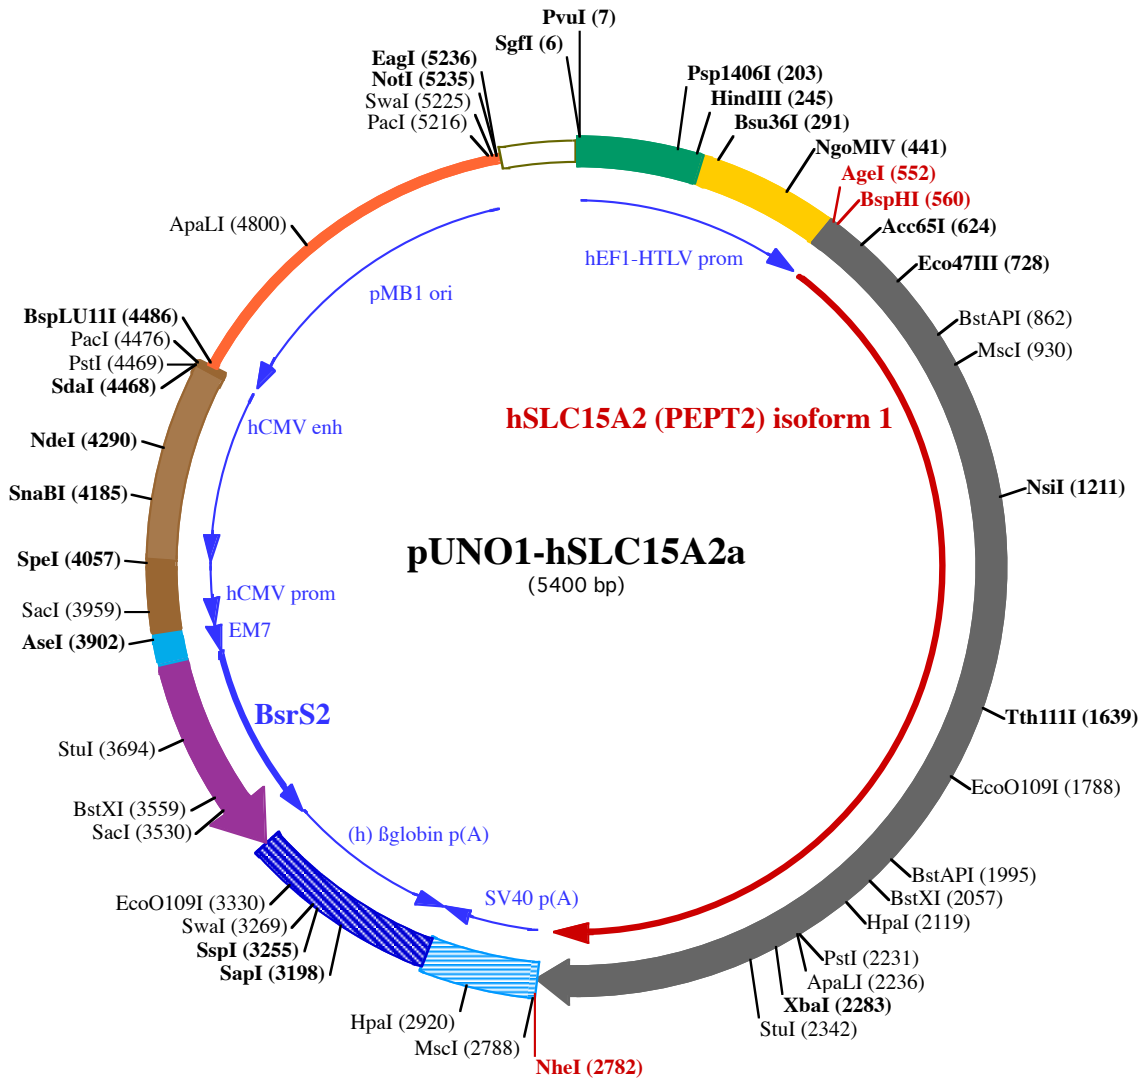 PvuI (7)
SgfI (6)
EagI (5236)
NotI (5235)
SwaI (5225)
PacI (5216)
Psp1406I (203)
HindIII (245)
Bsu36I (291)
NgoMIV (441)
AgeI (552)
BspHI (560)
Acc65I (624)
Eco47III (728)
BstAPI (862)
MscI (930)
ApaLI (4800)
hEF1-HTLV prom
pMB1 ori
BspLU11I (4486)
PacI (4476)
PstI (4469)
SdaI (4468)
hCMV enh
hSLC15A2 (PEPT2) isoform 1
NdeI (4290)
SnaBI (4185)
NsiI (1211)
pUNO1-hSLC15A2a
(5400 bp)
SpeI (4057)
hCMV prom
SacI (3959)
EM7
AseI (3902)
BsrS2
Tth111I (1639)
StuI (3694)
EcoO109I (1788)
BstXI (3559)
SacI (3530)
(h) ßglobin p(A)
BstAPI (1995)
BstXI (2057)
HpaI (2119)
SV40 p(A)
EcoO109I (3330)
SwaI (3269)
SspI (3255)
SapI (3198)
PstI (2231)
ApaLI (2236)
XbaI (2283)
StuI (2342)
HpaI (2920)
MscI (2788)
NheI (2782)